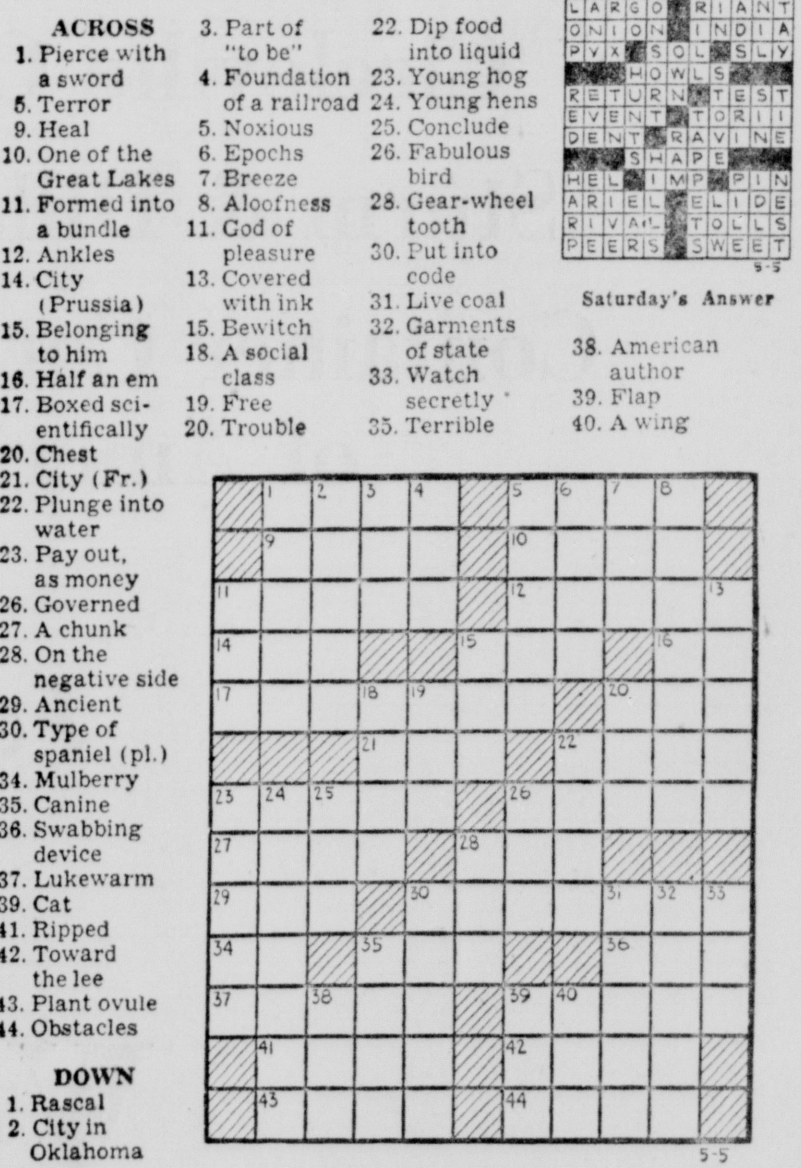 ACROSS
1. Pierce with
a sword
5. Terror
9. Heal
10. One of the
Great Lakes
11. Formed into
a bundle
12. Ankles
14. City
(Prussia)
15. Belonging
to him
16. Half an em
17. Boxed sci-
entifically
20. Chest
21. City (Fr.)
22. Plunge into
water
23. Pay out,
as money
26. Governed
27. A chunk
28. On the
negative side
29. Ancient
30. Type of
spaniel (pl.)
34. Mulberry
35. Canine
36. Swabbing
device
37. Lukewarm
39. Cat
41. Ripped
42. Toward
the lee
43. Plant ovule
44. Obstacles
DOWN
1. Rascal
2. City in
Oklahoma
3. Part of
"to be"
4. Foundation
of a railroad
5. Noxious
6. Epochs
7. Breeze
8. Aloofness
11. God of
pleasure
13. Covered
with ink
15. Bewitch
18. A social
class
19. Free
20. Trouble
22. Dip food
into liquid
23. Young hog
24. Young hens
25. Conclude
26. Fabulous
bird
28. Gear-wheel
tooth
30. Put into
code
31. Live coal
32. Garments
of state
33. Watch
secretly
35. Terrible
LARGO RIANT
ONION INDIA
PYX SOL SLY
HOWLS
RETURN TEST
EVENT TORII
DENT RAVINE
SHAPE
HEL IMP PIN
ARIEL ELIDE
RIVAL TOLLS
PEERS SWEET
5-5
Saturday's Answer
38. American
author
39. Flap
40. A wing
1 2 3 4 5 6 7 8
9 10
11 12 13
14 15 16
17 18 19 20
21 22
23 24 25 26
27 28
29 30 31 32 33
34 35 36
37 38 39 40
41 42
43 44
5-5